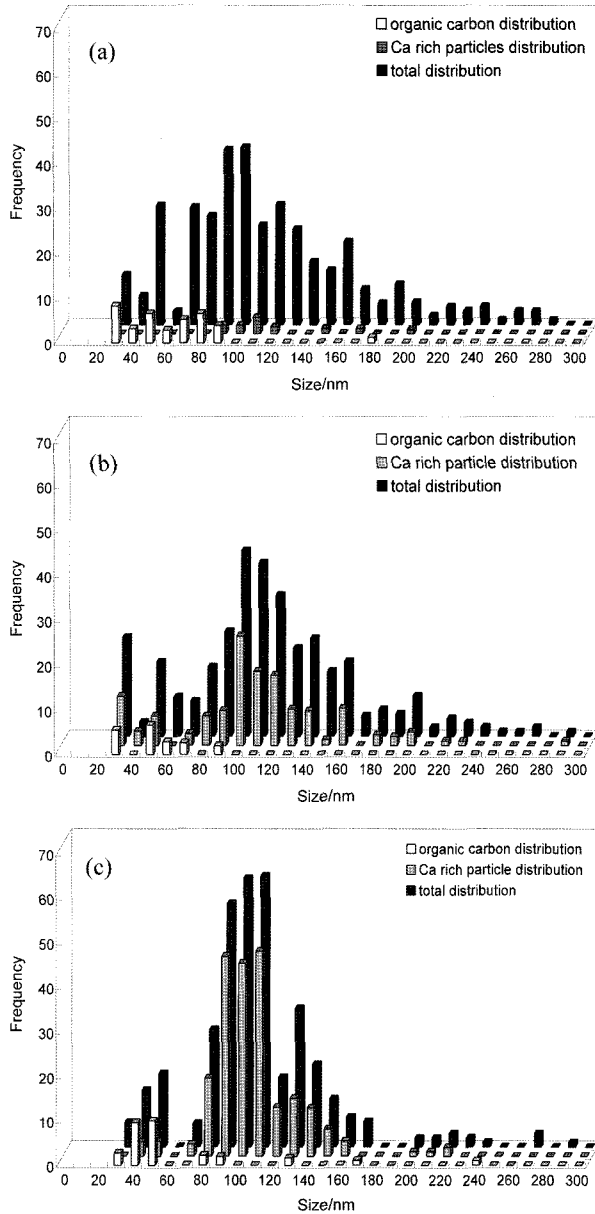 (a)
organic carbon distribution
Ca rich particles distribution
total distribution
Frequency
70
60
50
40
30
20
10
0
0 20 40 60 80 100 120 140 160 180 200 220 240 260 280 300
Size/nm
(b)
organic carbon distribution
Ca rich particle distribution
total distribution
Frequency
70
60
50
40
30
20
10
0
0 20 40 60 80 100 120 140 160 180 200 220 240 260 280 300
Size/nm
(c)
organic carbon distribution
Ca rich particle distribution
total distribution
Frequency
70
60
50
40
30
20
10
0
0 20 40 60 80 100 120 140 160 180 200 220 240 260 280 300
Size/nm